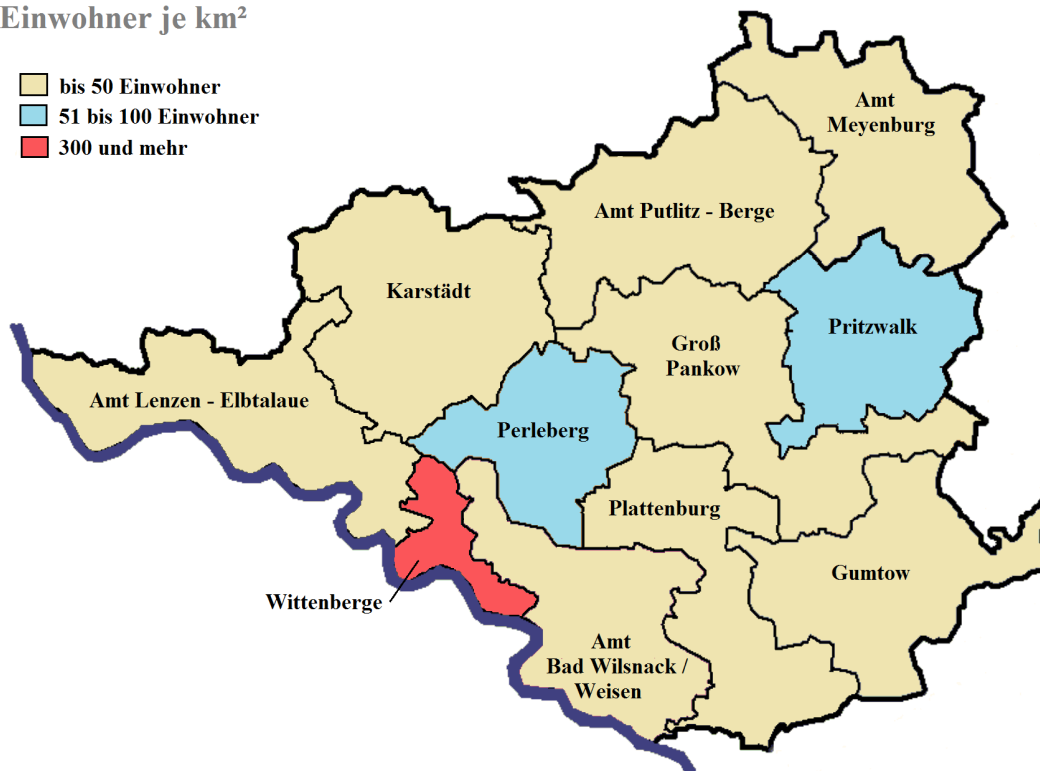 Einwohner je km²
bis 50 Einwohner
51 bis 100 Einwohner
300 und mehr
Amt
Meyenburg
Amt Putlitz - Berge
Karstädt
Pritzwalk
Groß
Pankow
Amt Lenzen - Elbtalaue
Perleberg
Plattenburg
Gumtow
Wittenberge
Amt
Bad Wilsnack /
Weisen